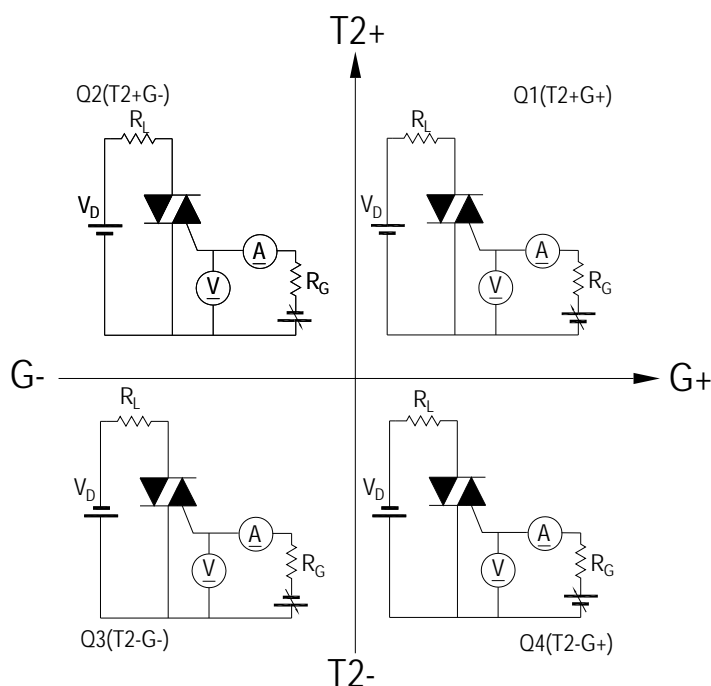 T2+
Q2(T2+G-)
RL
VD
A
V
RG
Q1(T2+G+)
RL
VD
A
V
RG
G-
G+
RL
VD
A
V
RG
Q3(T2-G-)
RL
VD
A
V
RG
Q4(T2-G+)
T2-